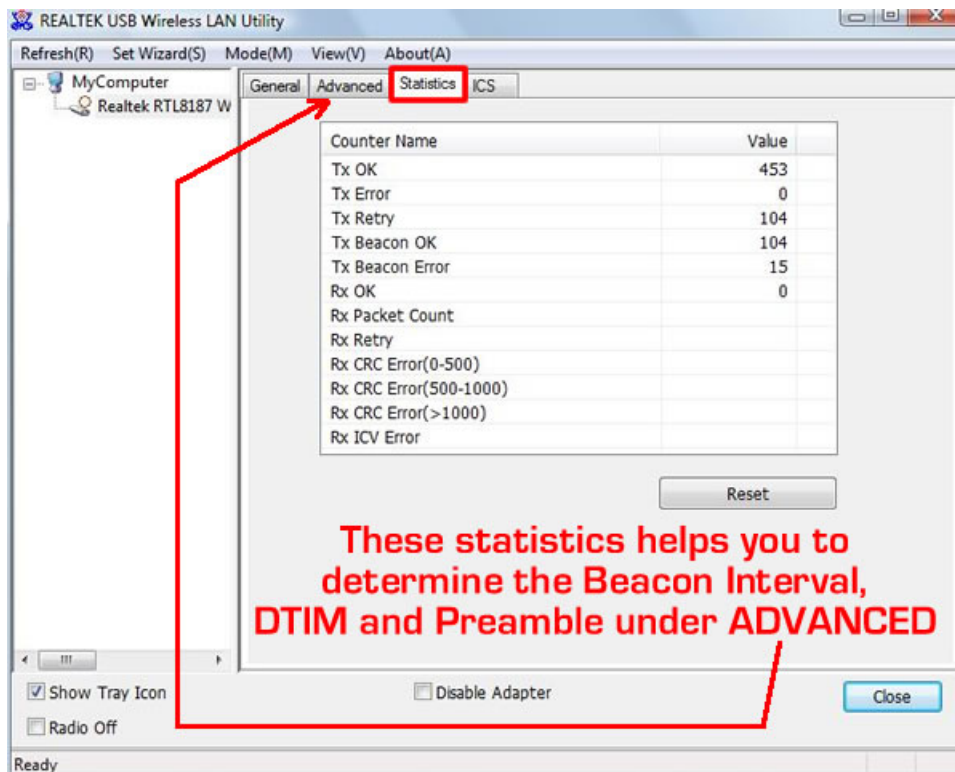 REALTEK USB Wireless LAN Utility
Refresh(R) Set Wizard(S) Mode(M) View(V) About(A)
MyComputer
Realtek RTL8187 W
General Advanced Statistics ICS
Counter Name Value
Tx OK 453
Tx Error 0
Tx Retry 104
Tx Beacon OK 104
Tx Beacon Error 15
Rx OK 0
Rx Packet Count
Rx Retry
Rx CRC Error(0-500)
Rx CRC Error(500-1000)
Rx CRC Error(>1000)
Rx ICV Error
Reset
These statistics helps you to
determine the Beacon Interval,
DTIM and Preamble under ADVANCED
Show Tray Icon Disable Adapter Close
Radio Off
Ready